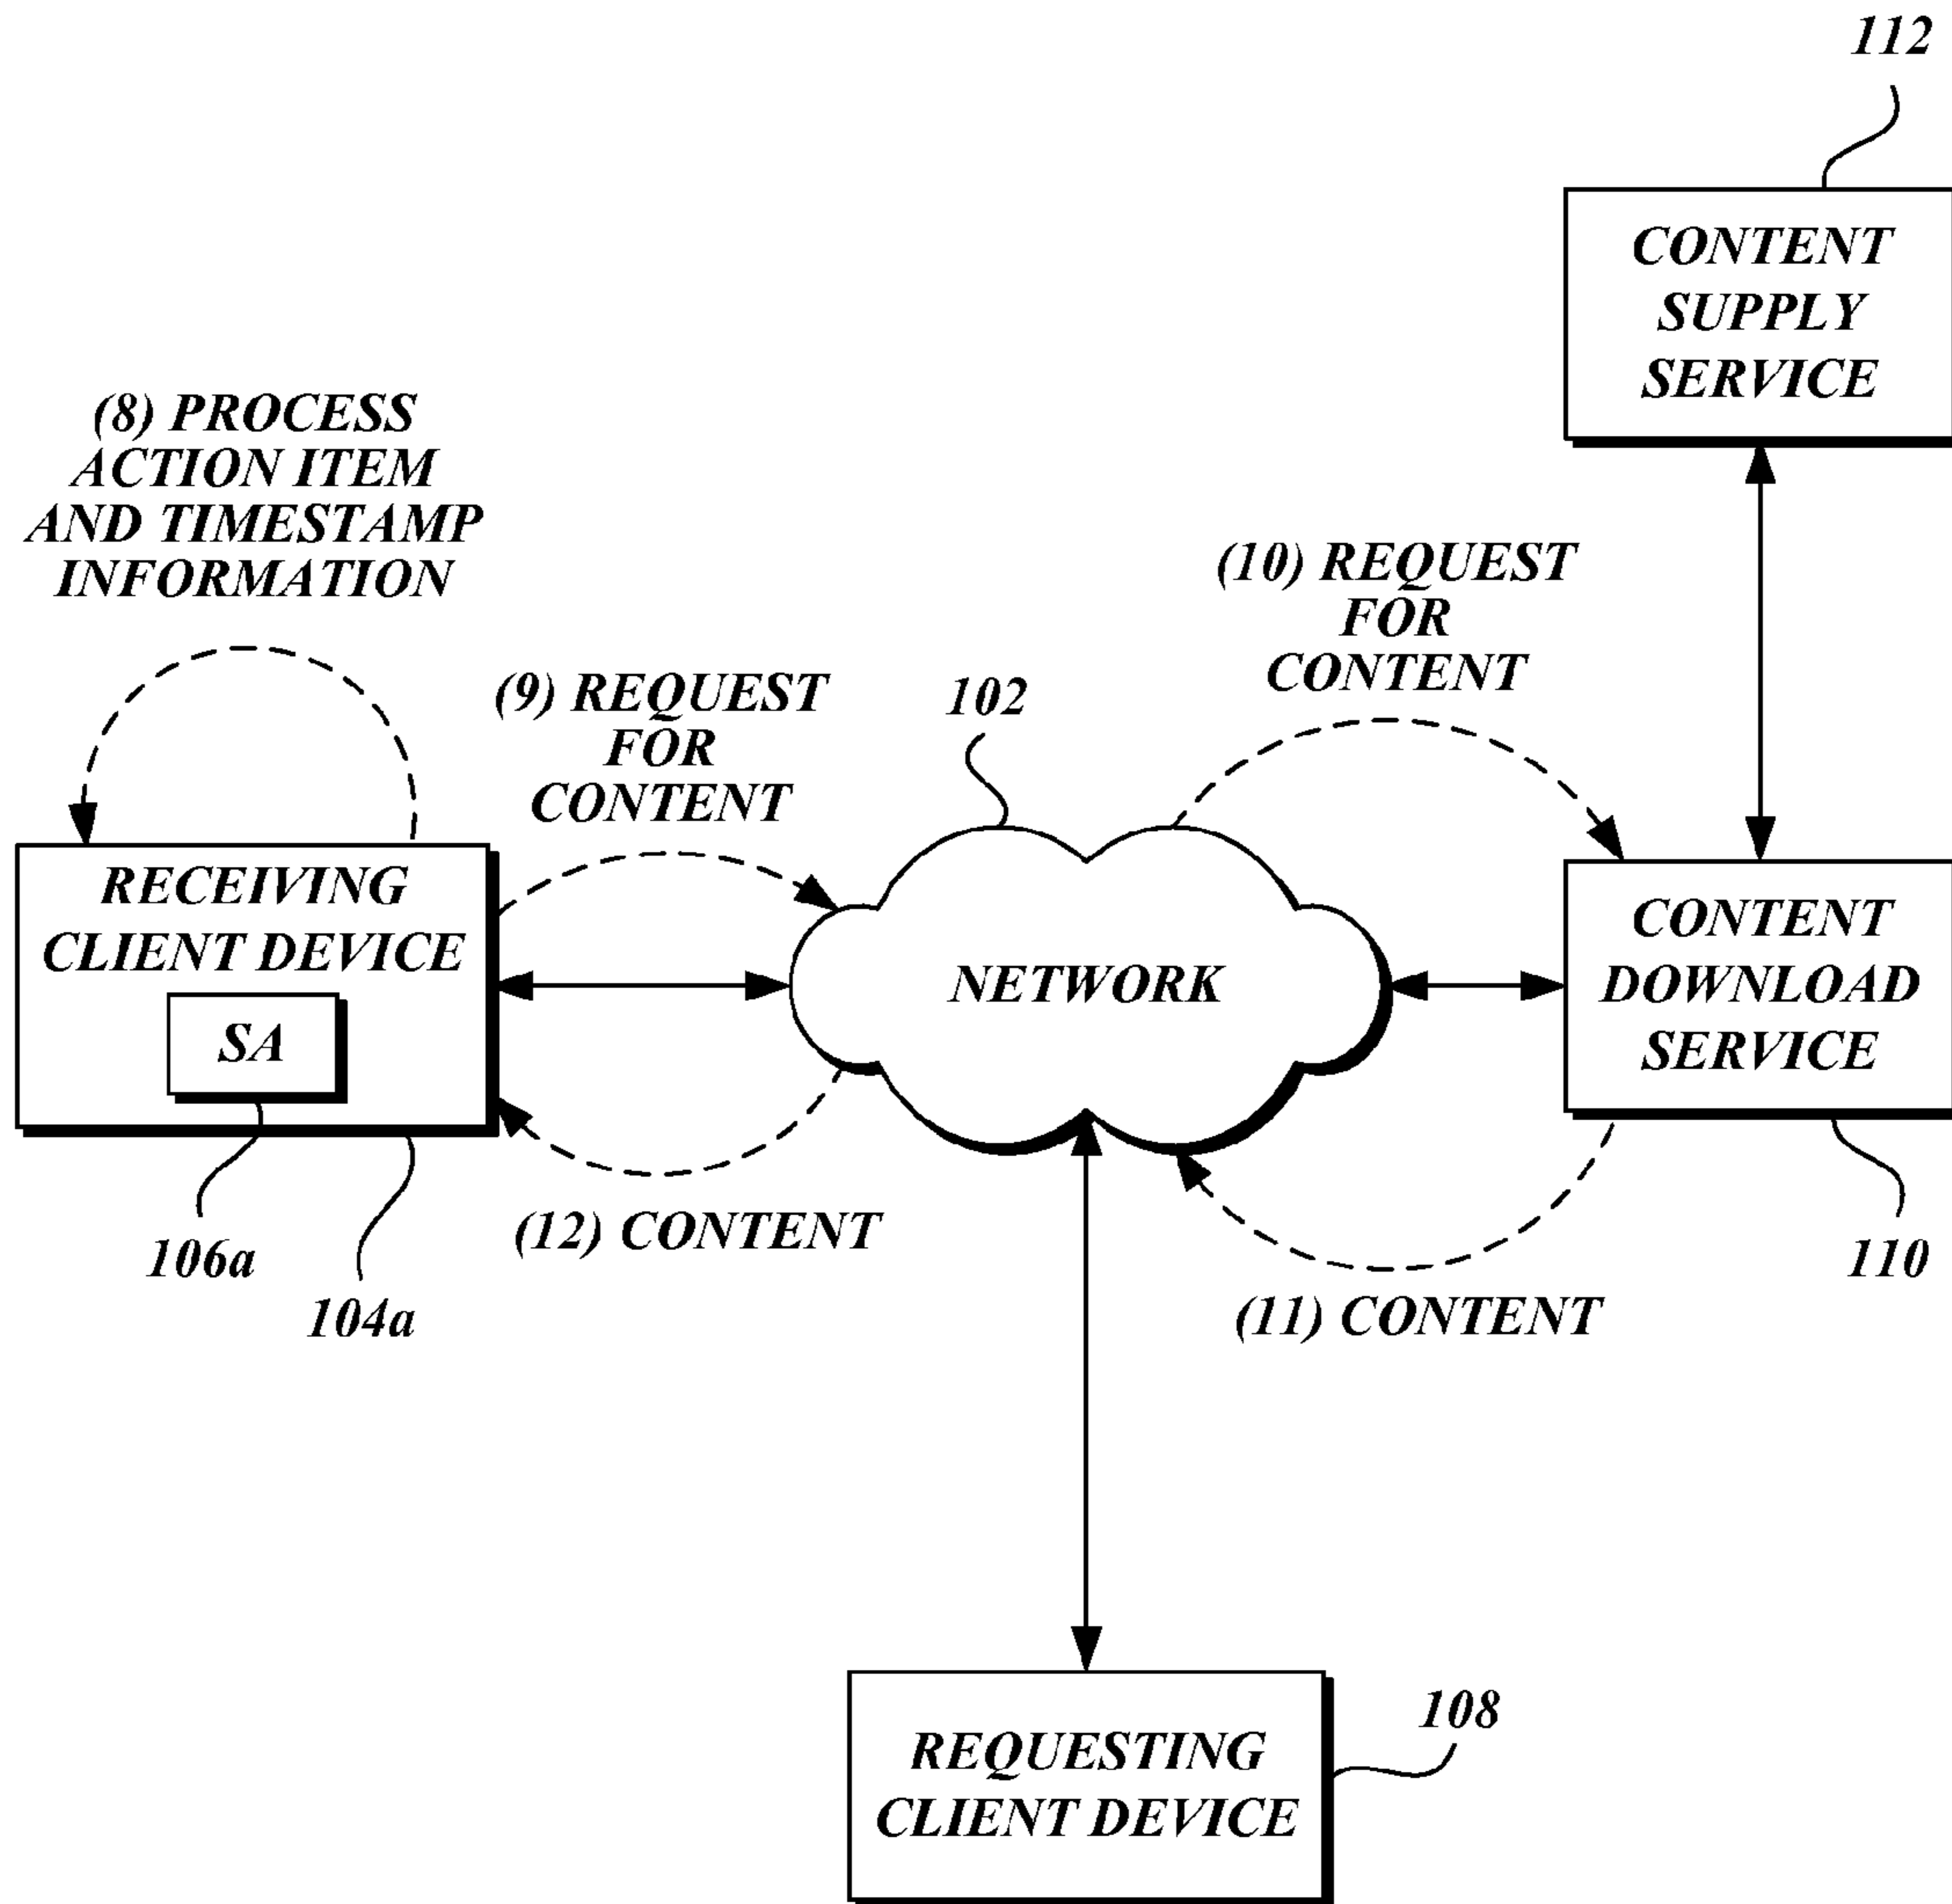 112
CONTENT
SUPPLY
SERVICE
(8) PROCESS
ACTION ITEM
AND TIMESTAMP
INFORMATION
(10) REQUEST
FOR
CONTENT
(9) REQUEST
FOR
CONTENT
102
RECEIVING
CLIENT DEVICE
SA
NETWORK
CONTENT
DOWNLOAD
SERVICE
(12) CONTENT
106a
104a
(11) CONTENT
110
108
REQUESTING
CLIENT DEVICE